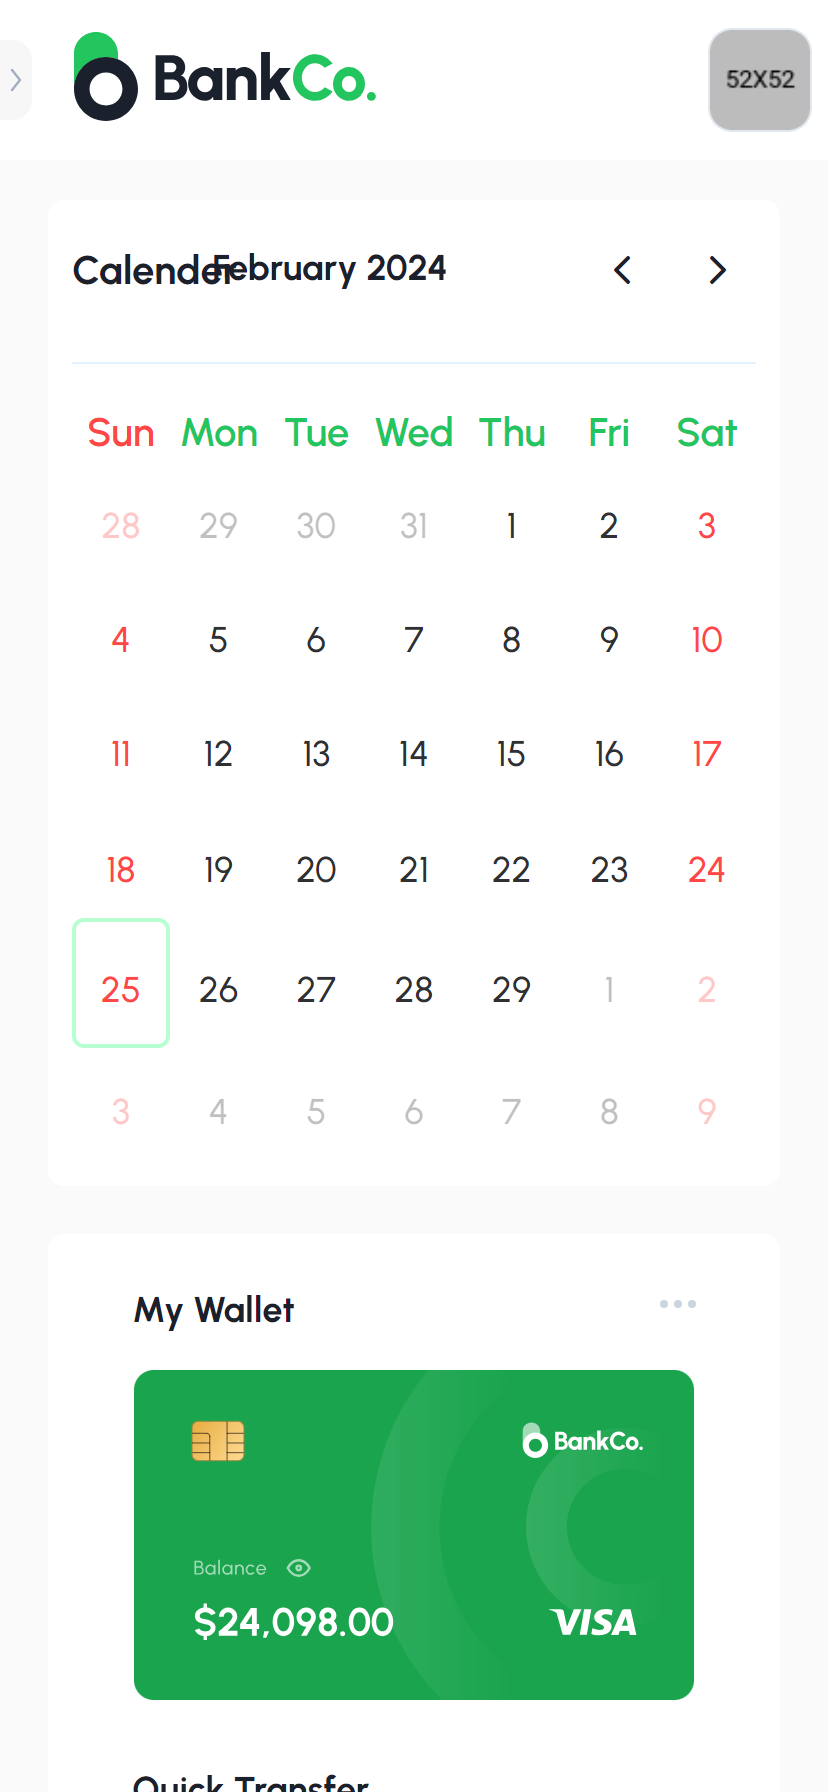 BankCo.
52X52
Calender
February 2024
Sun Mon Tue Wed Thu Fri Sat
28 29 30 31 1 2 3
4 5 6 7 8 9 10
11 12 13 14 15 16 17
18 19 20 21 22 23 24
25 26 27 28 29 1 2
3 4 5 6 7 8 9
My Wallet
BankCo.
Balance
$24,098.00
VISA
Quick Transfer